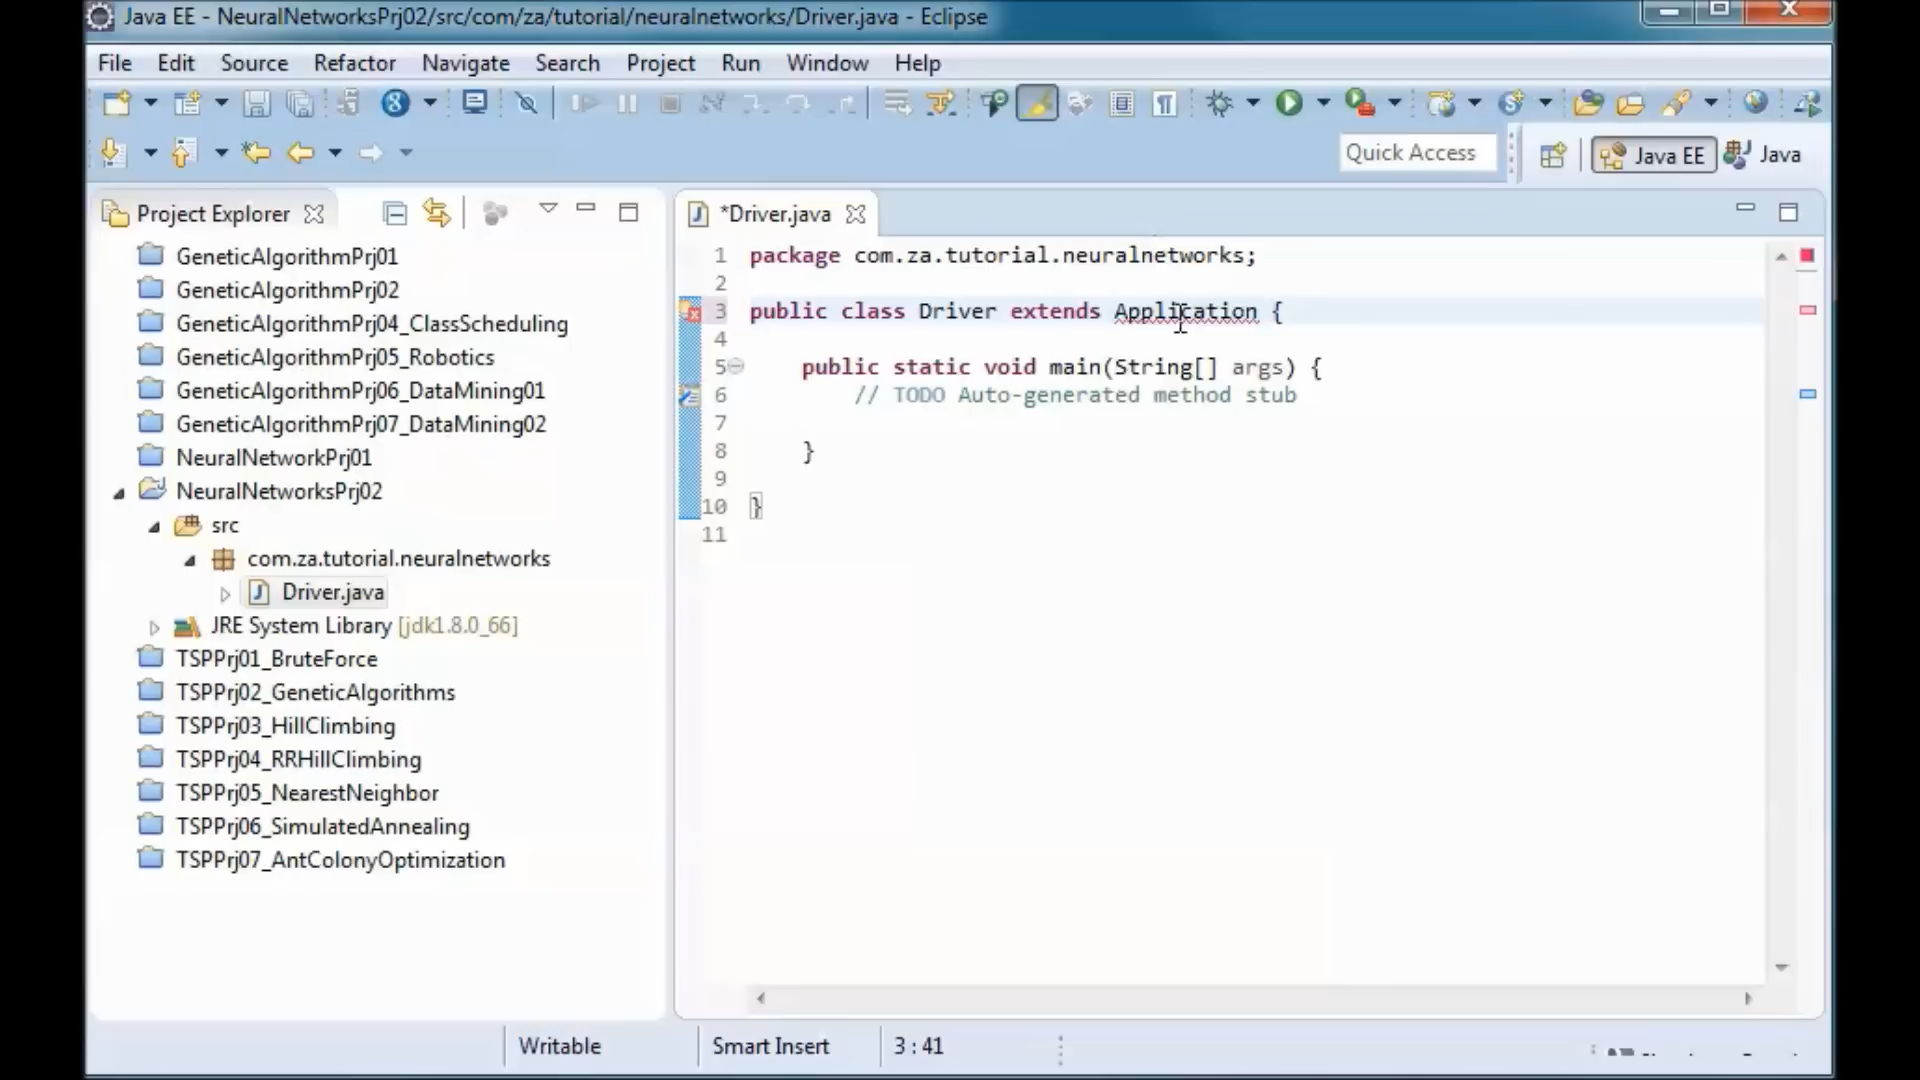 Java EE - NeuralNetworksPrj02/src/com/za/tutorial/neuralnetworks/Driver.java - Eclipse
File Edit Source Refactor Navigate Search Project Run Window Help
Quick Access
Java EE
Java
Project Explorer
GeneticAlgorithmPrj01
GeneticAlgorithmPrj02
GeneticAlgorithmPrj04_ClassScheduling
GeneticAlgorithmPrj05_Robotics
GeneticAlgorithmPrj06_DataMining01
GeneticAlgorithmPrj07_DataMining02
NeuralNetworkPrj01
NeuralNetworksPrj02
src
com.za.tutorial.neuralnetworks
Driver.java
JRE System Library [jdk1.8.0_66]
TSPPrj01_BruteForce
TSPPrj02_GeneticAlgorithms
TSPPrj03_HillClimbing
TSPPrj04_RRHillClimbing
TSPPrj05_NearestNeighbor
TSPPrj06_SimulatedAnnealing
TSPPrj07_AntColonyOptimization
*Driver.java
1 package com.za.tutorial.neuralnetworks;
2
3 public class Driver extends Application {
4
5 public static void main(String[] args) {
6 // TODO Auto-generated method stub
7
8 }
9
10 }
11
Writable
Smart Insert
3 : 41